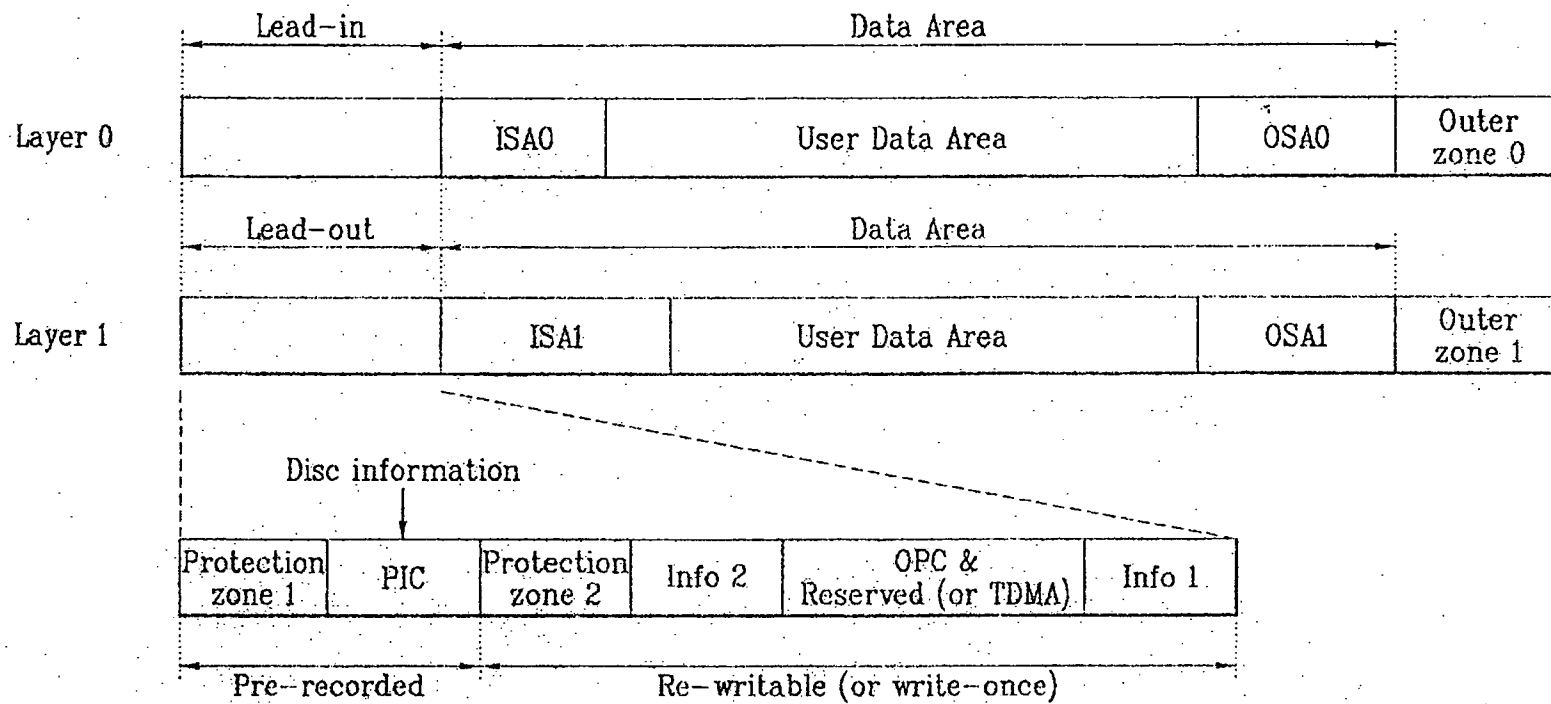 Lead-in
Data Area
Layer 0
ISA0
User Data Area
OSA0
Outer
zone 0
Lead-out
Data Area
Layer 1
ISA1
User Data Area
OSA1
Outer
zone 1
Disc information
Protection
zone 1
PIC
Protection
zone 2
Info 2
OPC &
Reserved (or TDMA)
Info 1
Pre-recorded
Re-writable (or write-once)